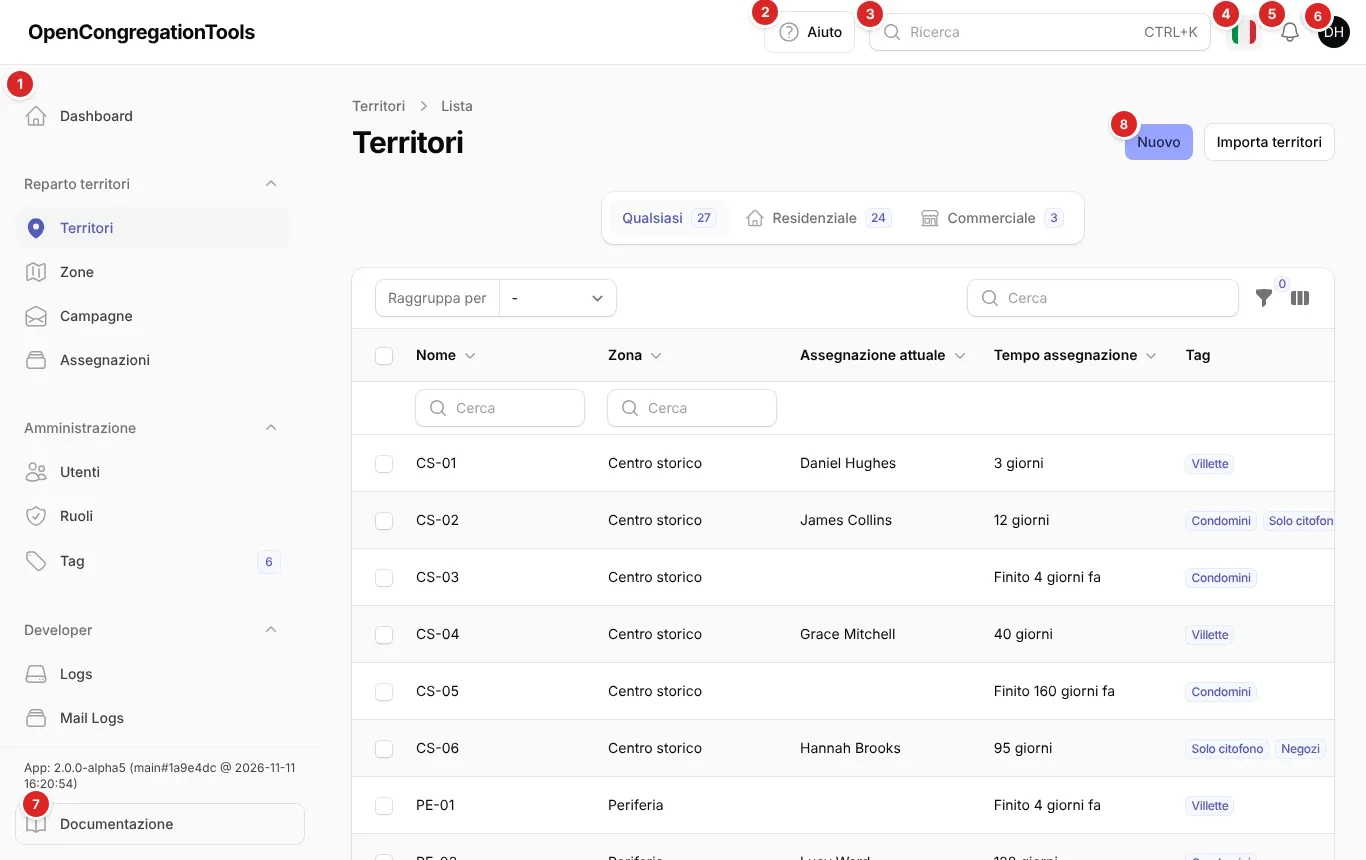 OpenCongregationTools
2
Aiuto
3
Ricerca
CTRL+K
4
5
6
DH
1
Dashboard
Reparto territori
Territori
Zone
Campagne
Assegnazioni
Amministrazione
Utenti
Ruoli
Tag
6
Developer
Logs
Mail Logs
App: 2.0.0-alpha5 (main#1a9e4dc @ 2026-11-11
16:20:54)
7
Documentazione
Territori > Lista
Territori
8
Nuovo
Importa territori
Qualsiasi 27
Residenziale 24
Commerciale 3
Raggruppa per -
Cerca
0
Nome Zona Assegnazione attuale Tempo assegnazione Tag
Cerca Cerca
CS-01 Centro storico Daniel Hughes 3 giorni Villette
CS-02 Centro storico James Collins 12 giorni Condomini Solo citofon
CS-03 Centro storico Finito 4 giorni fa Condomini
CS-04 Centro storico Grace Mitchell 40 giorni Villette
CS-05 Centro storico Finito 160 giorni fa Condomini
CS-06 Centro storico Hannah Brooks 95 giorni Solo citofono Negozi
PE-01 Periferia Finito 4 giorni fa Villette